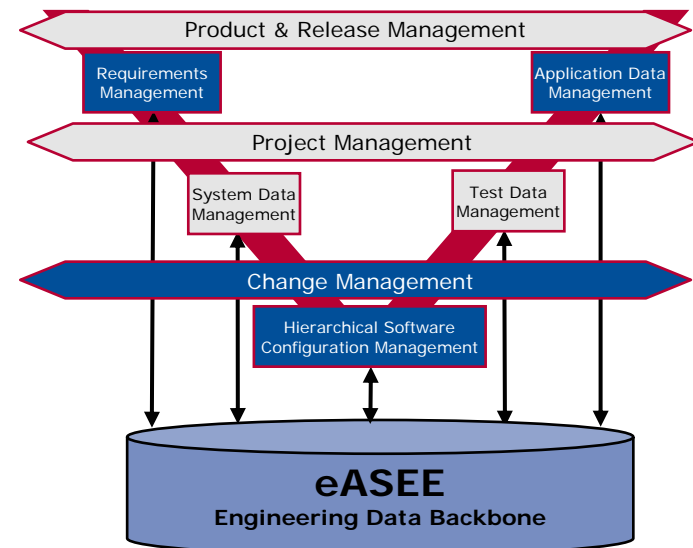 Product & Release Management
Requirements
Management
Application Data
Management
Project Management
System Data
Management
Test Data
Management
Change Management
Hierarchical Software
Configuration Management
eASEE
Engineering Data Backbone